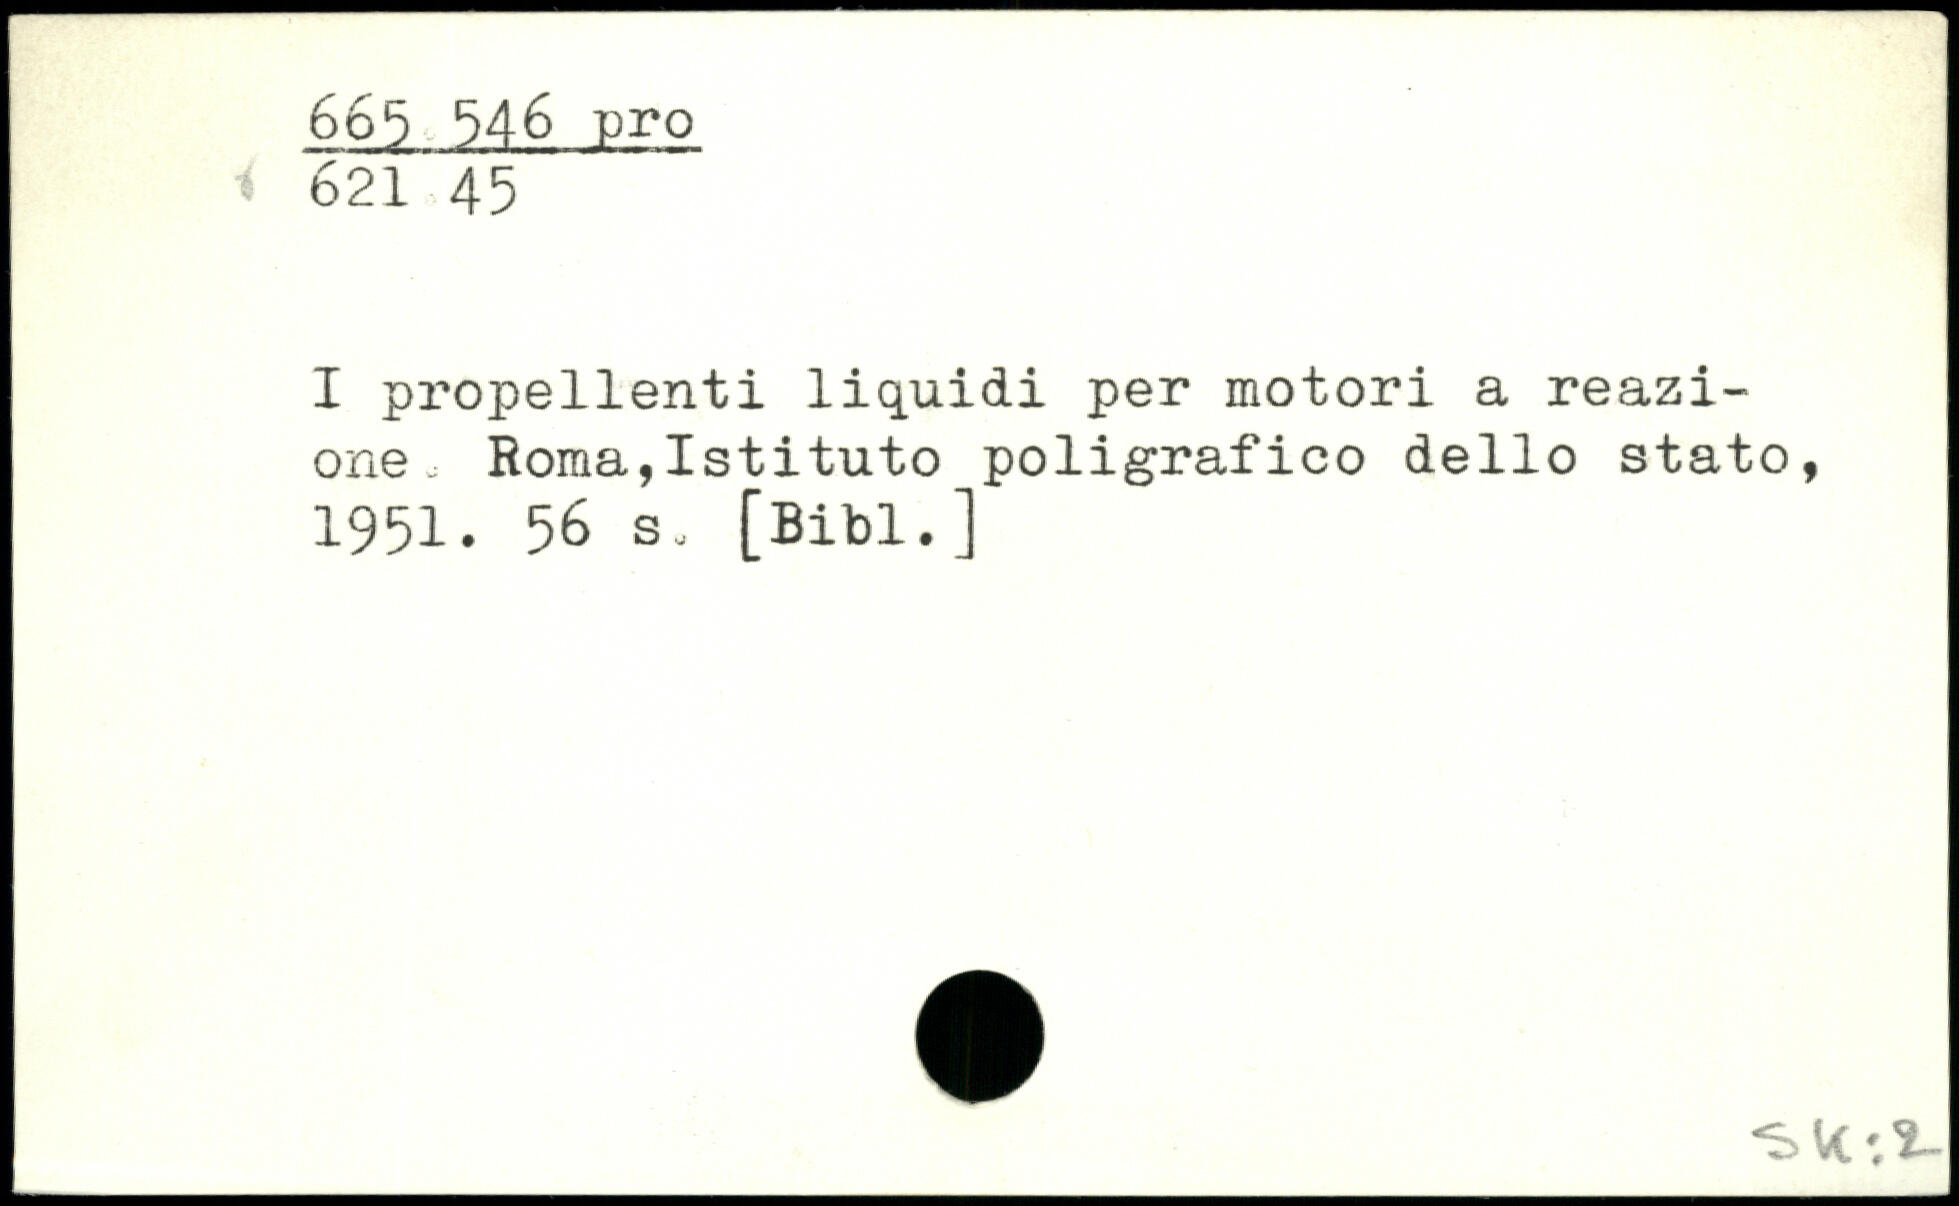 665.546 pro
621.45
I propellenti liquidi per motori a reazi-
one. Roma,Istituto poligrafico dello stato,
1951. 56 s. [Bibl.]
SK:2